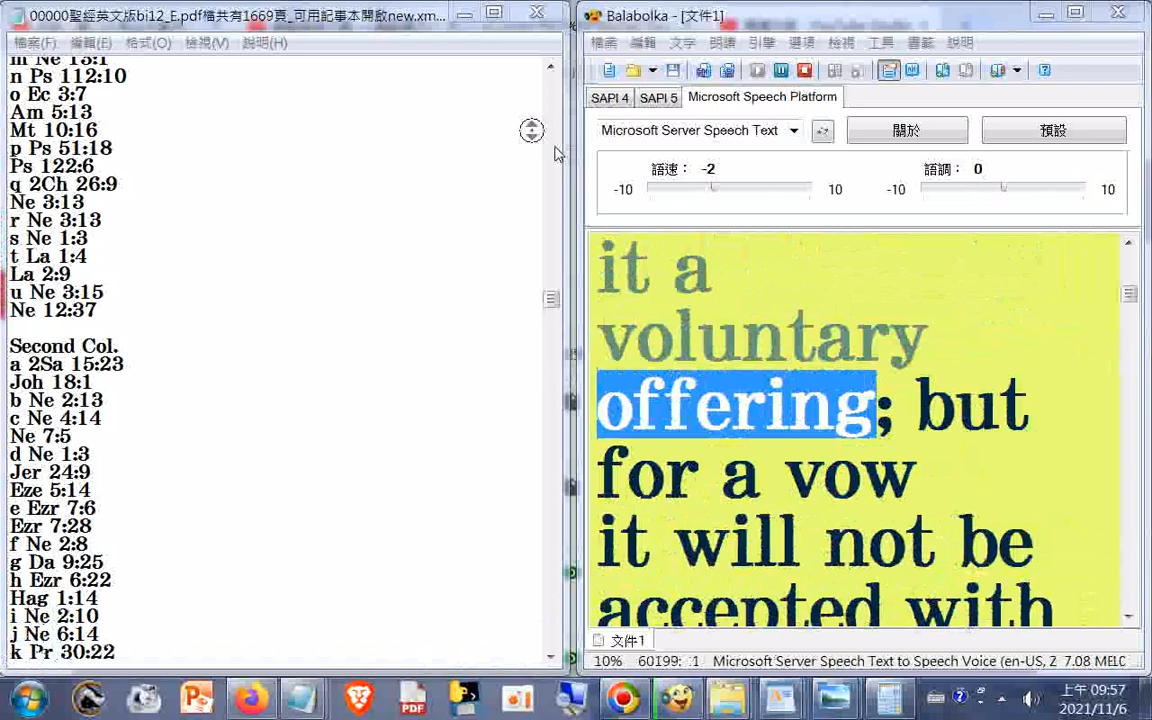 00000聖經英文版bi12_E.pdf檔共有1669頁_可用記事本開啟new.xm...
檔案(F) 編輯(E) 格式(O) 檢視(V) 說明(H)
m Ne 13:1
n Ps 112:10
o Ec 3:7
Am 5:13
Mt 10:16
p Ps 51:18
Ps 122:6
q 2Ch 26:9
Ne 3:13
r Ne 3:13
s Ne 1:3
t La 1:4
La 2:9
u Ne 3:15
Ne 12:37
Second Col.
a 2Sa 15:23
Joh 18:1
b Ne 2:13
c Ne 4:14
Ne 7:5
d Ne 1:3
Jer 24:9
Eze 5:14
e Ezr 7:6
Ezr 7:28
f Ne 2:8
g Da 9:25
h Ezr 6:22
Hag 1:14
i Ne 2:10
j Ne 6:14
k Pr 30:22
Balabolka - [文件1]
檔案 編輯 文字 朗讀 引擎 選項 檢視 工具 書籤 說明
SAPI 4 SAPI 5 Microsoft Speech Platform
Microsoft Server Speech Text 關於 預設
語速： -2 語調： 0
-10 10 -10 10
it a
voluntary
offering; but
for a vow
it will not be
accepted with
文件1
10% 60199: :1 Microsoft Server Speech Text to Speech Voice (en-US, 2 7.08 MELC
上午 09:57
2021/11/6